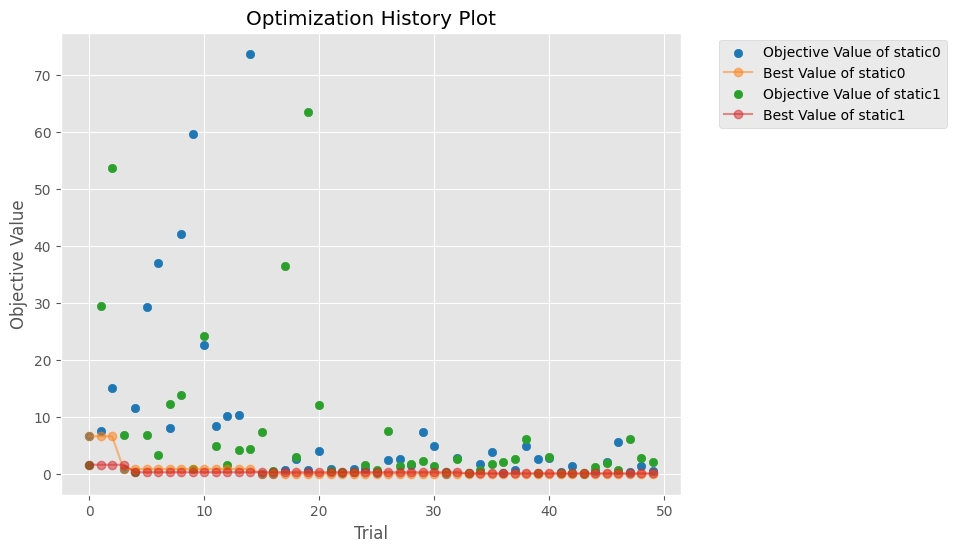 Optimization History Plot
Objective Value
70
60
50
40
30
20
10
0
0 10 20 30 40 50
Trial
Objective Value of static0
Best Value of static0
Objective Value of static1
Best Value of static1